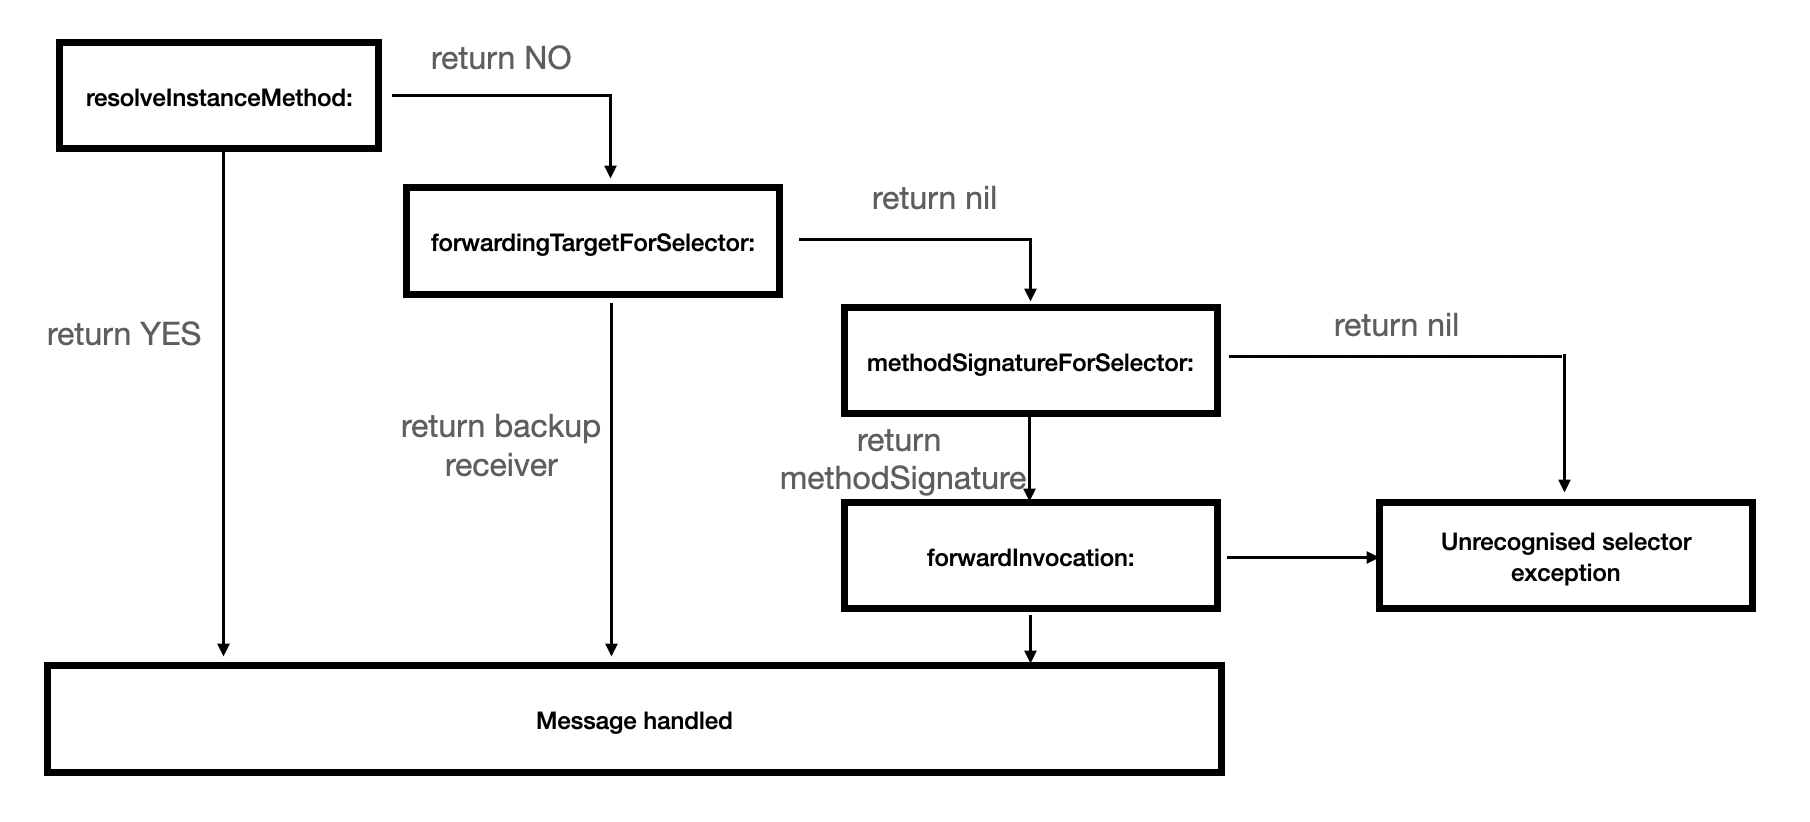 return NO
resolveInstanceMethod:
return nil
forwardingTargetForSelector:
return nil
return YES
methodSignatureForSelector:
return backup
receiver
return
methodSignature
Unrecognised selector
exception
forwardInvocation:
Message handled